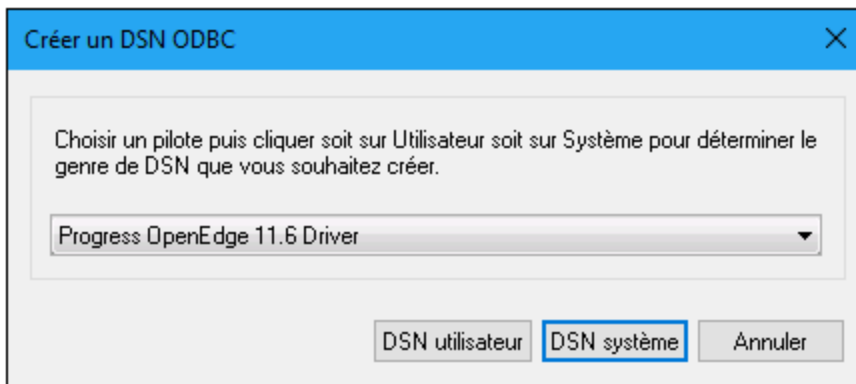 Créer un DSN ODBC
Choisir un pilote puis cliquer soit sur Utilisateur soit sur Système pour déterminer le
genre de DSN que vous souhaitez créer.
Progress OpenEdge 11.6 Driver
DSN utilisateur DSN système Annuler